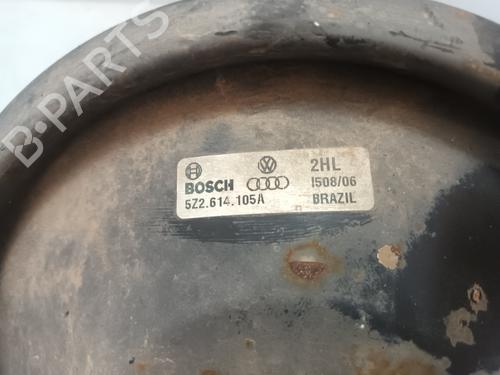 B-PARTS
BOSCH
2HL
1508/06
5Z2.614.105A
BRAZIL